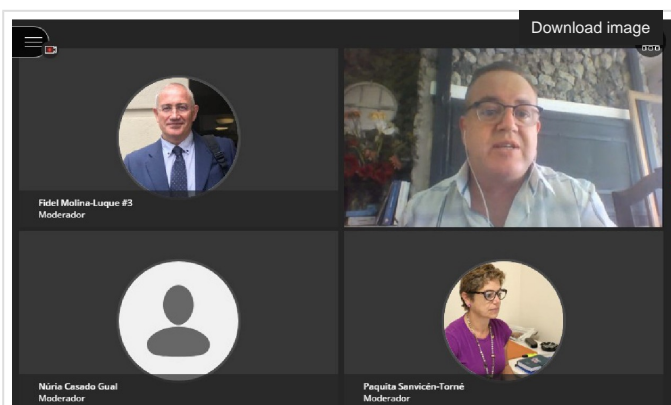 Download image
Fidel Molina-Luque #3
Moderador
Núria Casado Gual
Moderador
Paquita Sanvicén-Torné
Moderador